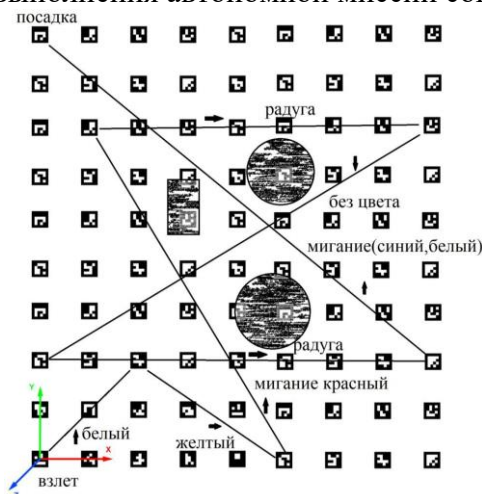 посадка
радуга
без цвета
мигание(синий,белый)
радуга
мигание красный
белый
желтый
взлет
Y
X